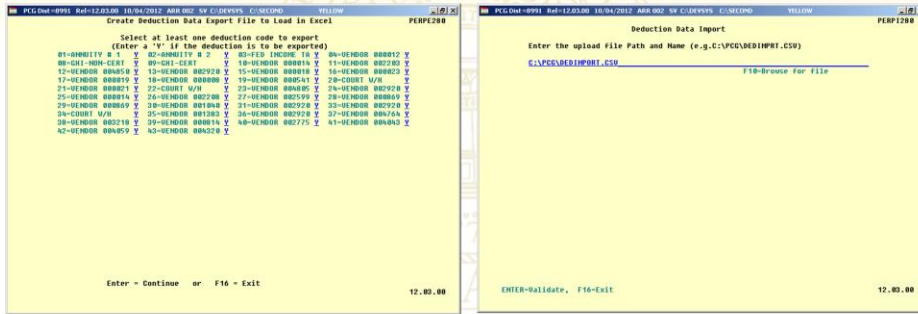 PCG Dist=8991 Rel=12.03.00 10/04/2012 ARR 002 SV C:\DEVSYS C:\SECOND YELLOW
Create Deduction Data Export File to Load in Excel PERPE280
Select at least one deduction code to export
(Enter a 'Y' if the deduction is to be exported)
01=ANNUITY # 1 Y 02=ANNUITY # 2 Y 03=FED INCOME TA Y 04=VENDOR 000012 Y
08=GHI-NON-CERT Y 09=GHI-CERT Y 10=VENDOR 000014 Y 11=VENDOR 002203 Y
12=VENDOR 004050 Y 13=VENDOR 002920 Y 15=VENDOR 000018 Y 16=VENDOR 000023 Y
17=VENDOR 000019 Y 18=VENDOR 000008 Y 19=VENDOR 000541 Y 20=COURT W/H Y
21=VENDOR 000021 Y 22=COURT W/H Y 23=VENDOR 004805 Y 24=VENDOR 002920 Y
25=VENDOR 000014 Y 26=VENDOR 002208 Y 27=VENDOR 002599 Y 28=VENDOR 000869 Y
29=VENDOR 000869 Y 30=VENDOR 001040 Y 31=VENDOR 002920 Y 33=VENDOR 002920 Y
34=COURT W/H Y 35=VENDOR 001383 Y 36=VENDOR 002920 Y 37=VENDOR 004764 Y
38=VENDOR 003218 Y 39=VENDOR 000814 Y 40=VENDOR 002775 Y 41=VENDOR 004043 Y
42=VENDOR 004059 Y 43=VENDOR 004320 Y
Enter = Continue or F16 = Exit
12.03.00
PCG Dist=8991 Rel=12.03.00 10/04/2012 ARR 002 SV C:\DEVSYS C:\SECOND YELLOW
PERPI280
Deduction Data Import
Enter the upload file Path and Name (e.g.C:\PCG\DEDIMPRT.CSV)
C:\PCG\DEDIMPORT.CSV
F10=Browse for file
ENTER=Validate, F16=Exit 12.03.00